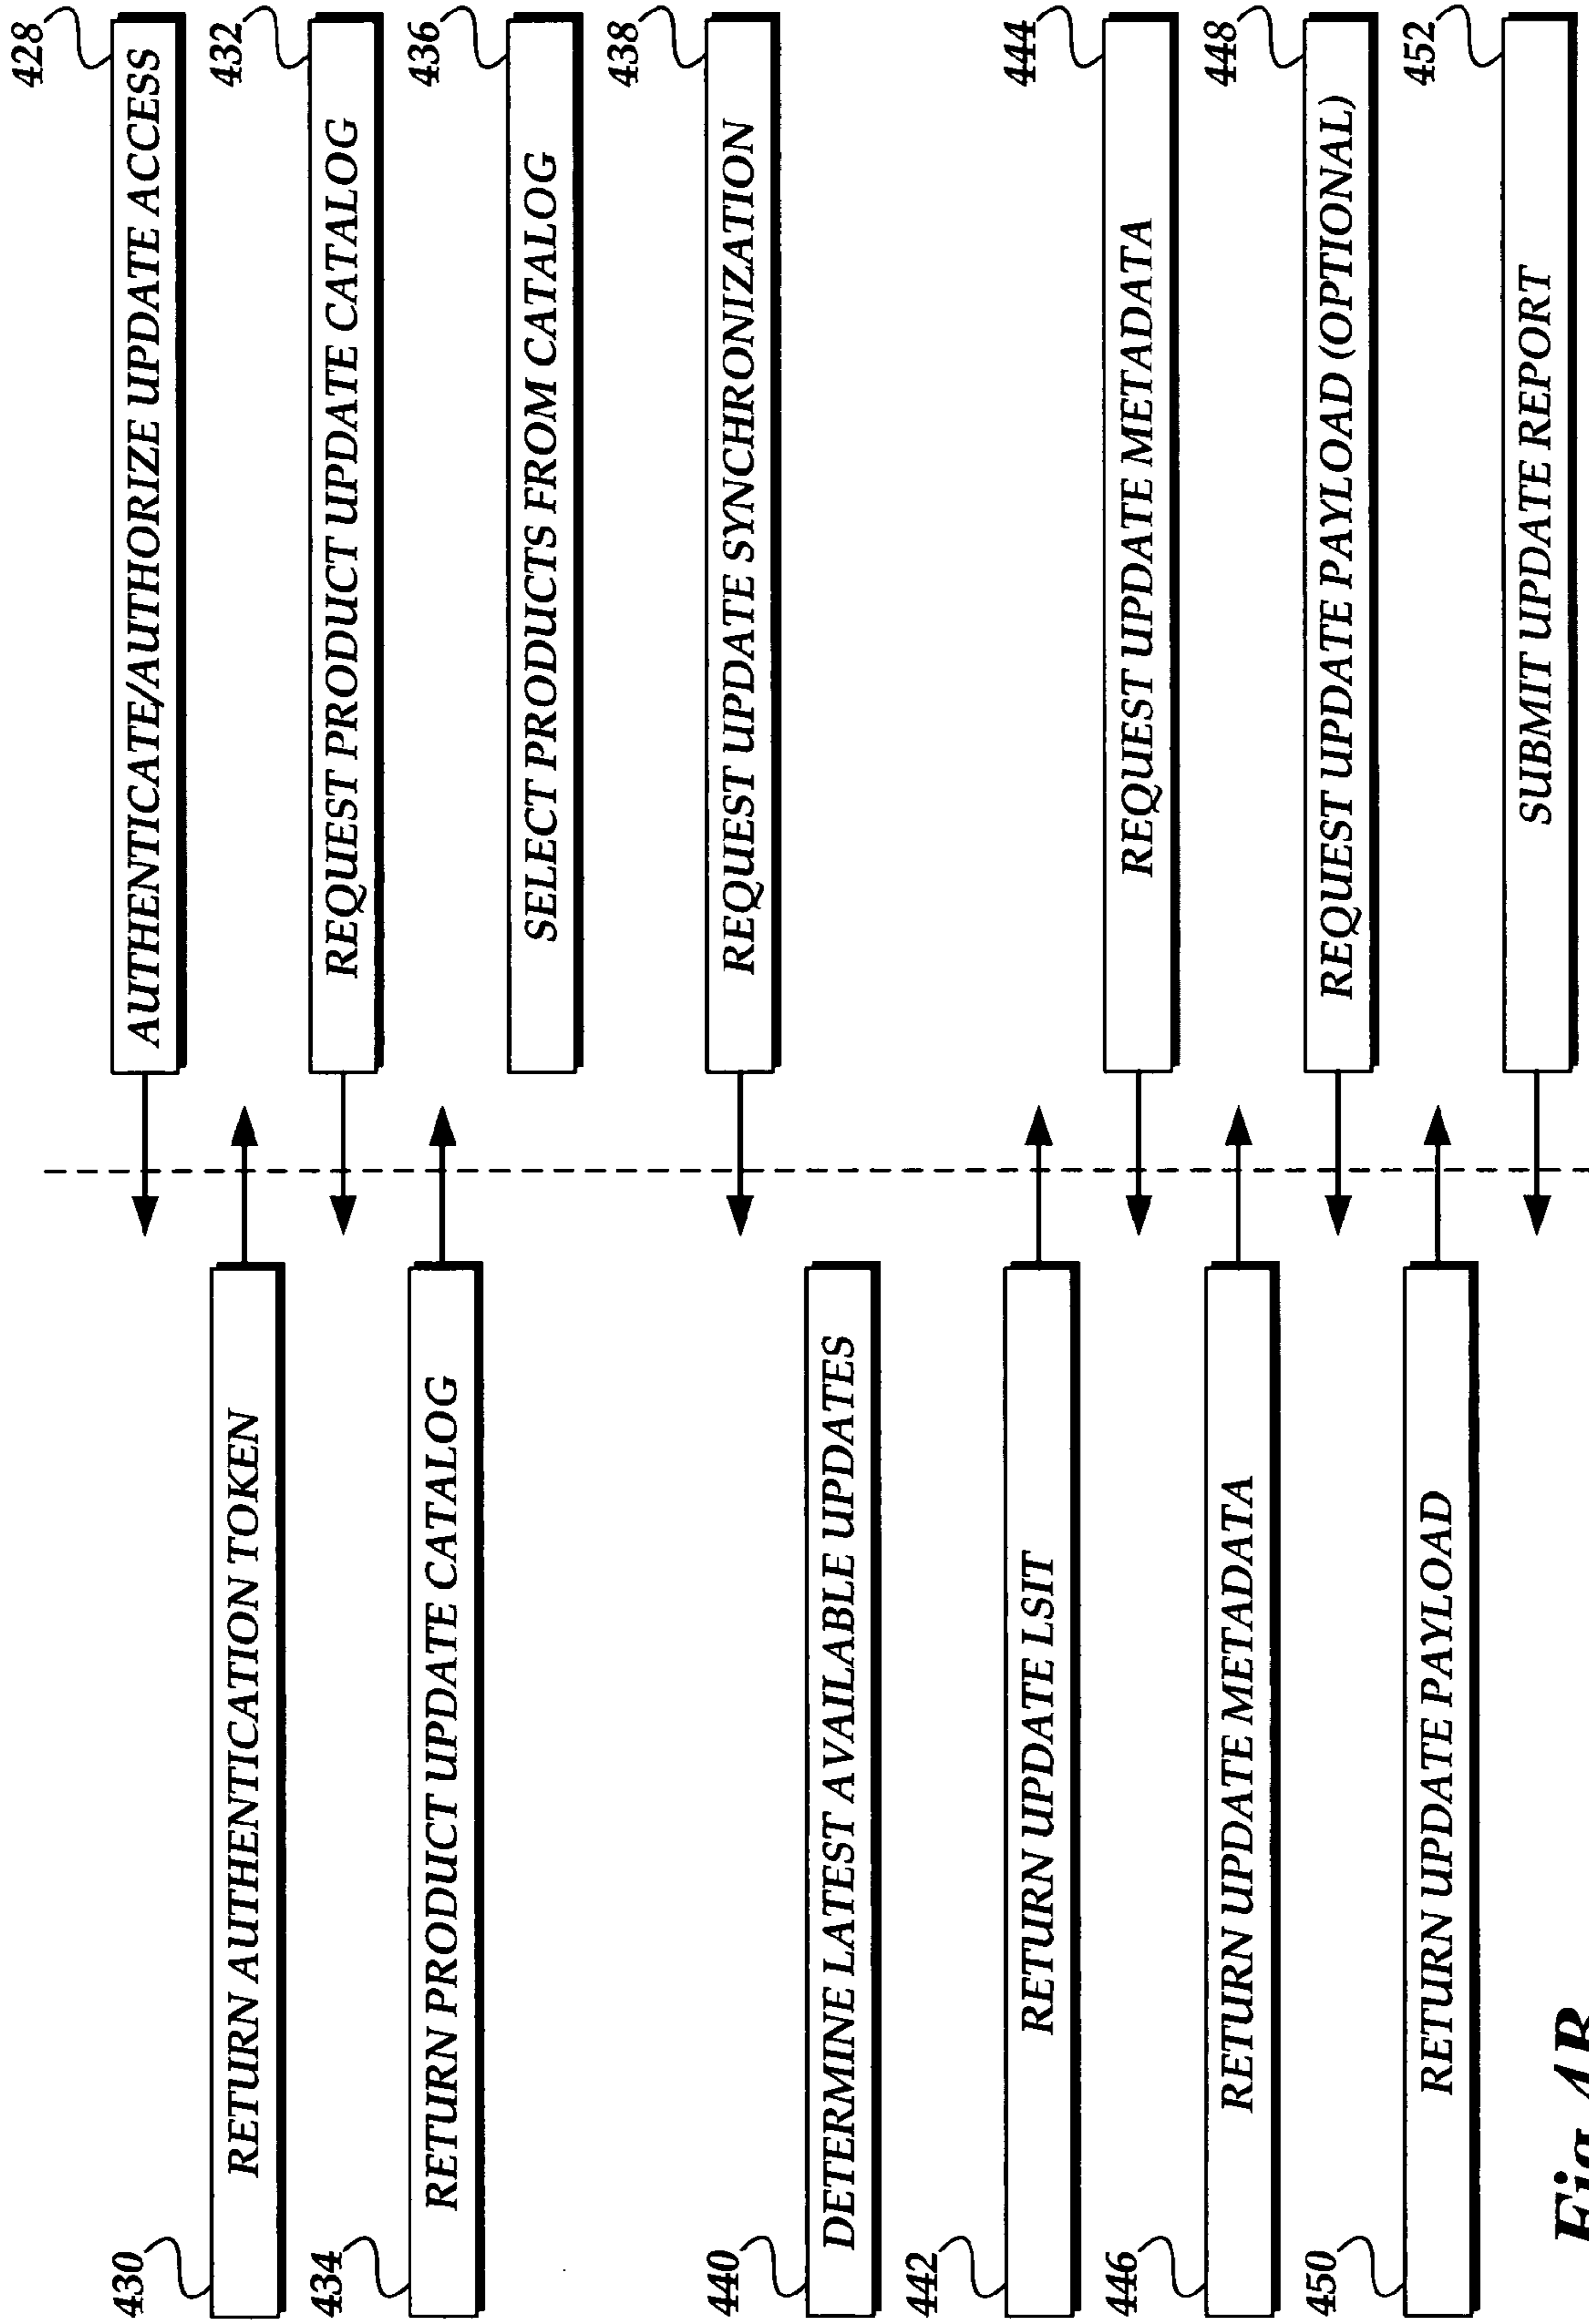 428
AUTHENTICATE/AUTHORIZE UPDATE ACCESS
430
RETURN AUTHENTICATION TOKEN
432
REQUEST PRODUCT UPDATE CATALOG
434
RETURN PRODUCT UPDATE CATALOG
436
SELECT PRODUCTS FROM CATALOG
438
REQUEST UPDATE SYNCHRONIZATION
440
DETERMINE LATEST AVAILABLE UPDATES
442
RETURN UPDATE LSIT
444
REQUEST UPDATE METADATA
446
RETURN UPDATE METADATA
448
REQUEST UPDATE PAYLOAD (OPTIONAL)
450
RETURN UPDATE PAYLOAD
452
SUBMIT UPDATE REPORT
Fig.4B.